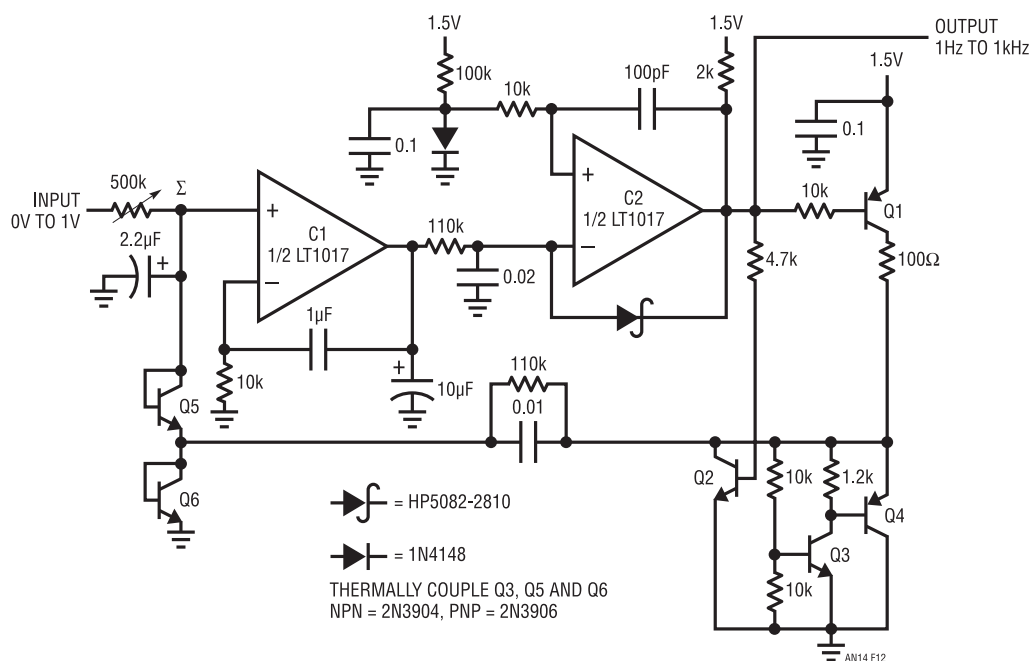 1.5V
1.5V
OUTPUT
1Hz TO 1kHz
1.5V
100k
100pF
2k
10k
0.1
0.1
500k
Σ
INPUT
0V TO 1V
+
C1
1/2 LT1017
−
110k
0.02
+
C2
1/2 LT1017
−
10k
Q1
100Ω
4.7k
2.2µF
+
1µF
10k
+
10µF
110k
0.01
Q5
Q6
Q2
10k
1.2k
Q4
Q3
10k
= HP5082-2810
= 1N4148
THERMALLY COUPLE Q3, Q5 AND Q6
NPN = 2N3904, PNP = 2N3906
AN14 F12